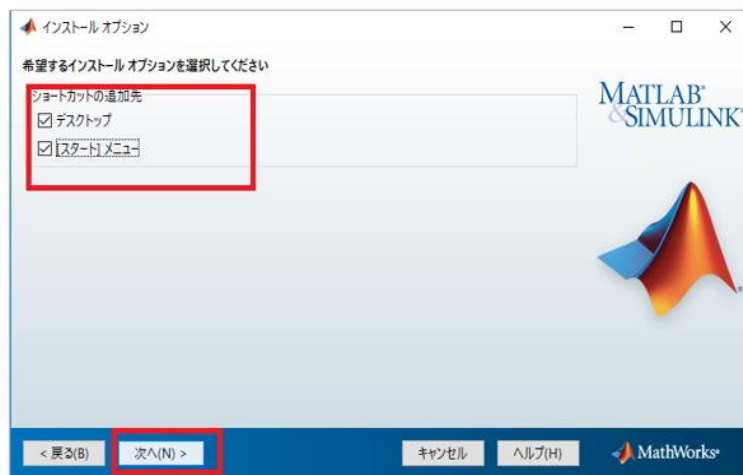 インストール オプション
希望するインストール オプションを選択してください
ショートカットの追加先
デスクトップ
[スタート] メニュー
MATLAB®
&SIMULINK®
< 戻る(B)
次へ(N) >
キャンセル
ヘルプ(H)
MathWorks®